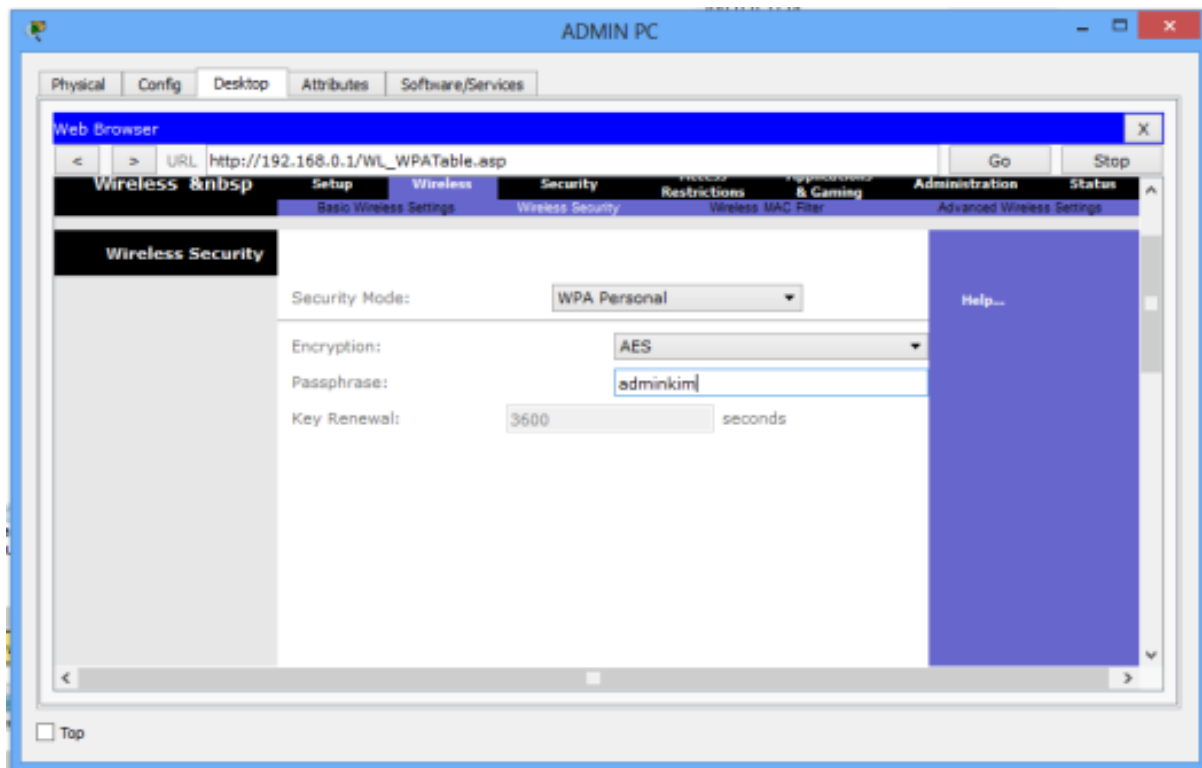 ADMIN PC
Physical Config Desktop Attributes Software/Services
Web Browser X
< > URL http://192.168.0.1/WL_WPATable.asp Go Stop
Wireless &nbsp Setup Wireless Security Access Restrictions Applications & Gaming Administration Status
Basic Wireless Settings Wireless Security Wireless MAC Filter Advanced Wireless Settings
Wireless Security
Security Mode: WPA Personal Help...
Encryption: AES
Passphrase: adminkim
Key Renewal: 3600 seconds
Top